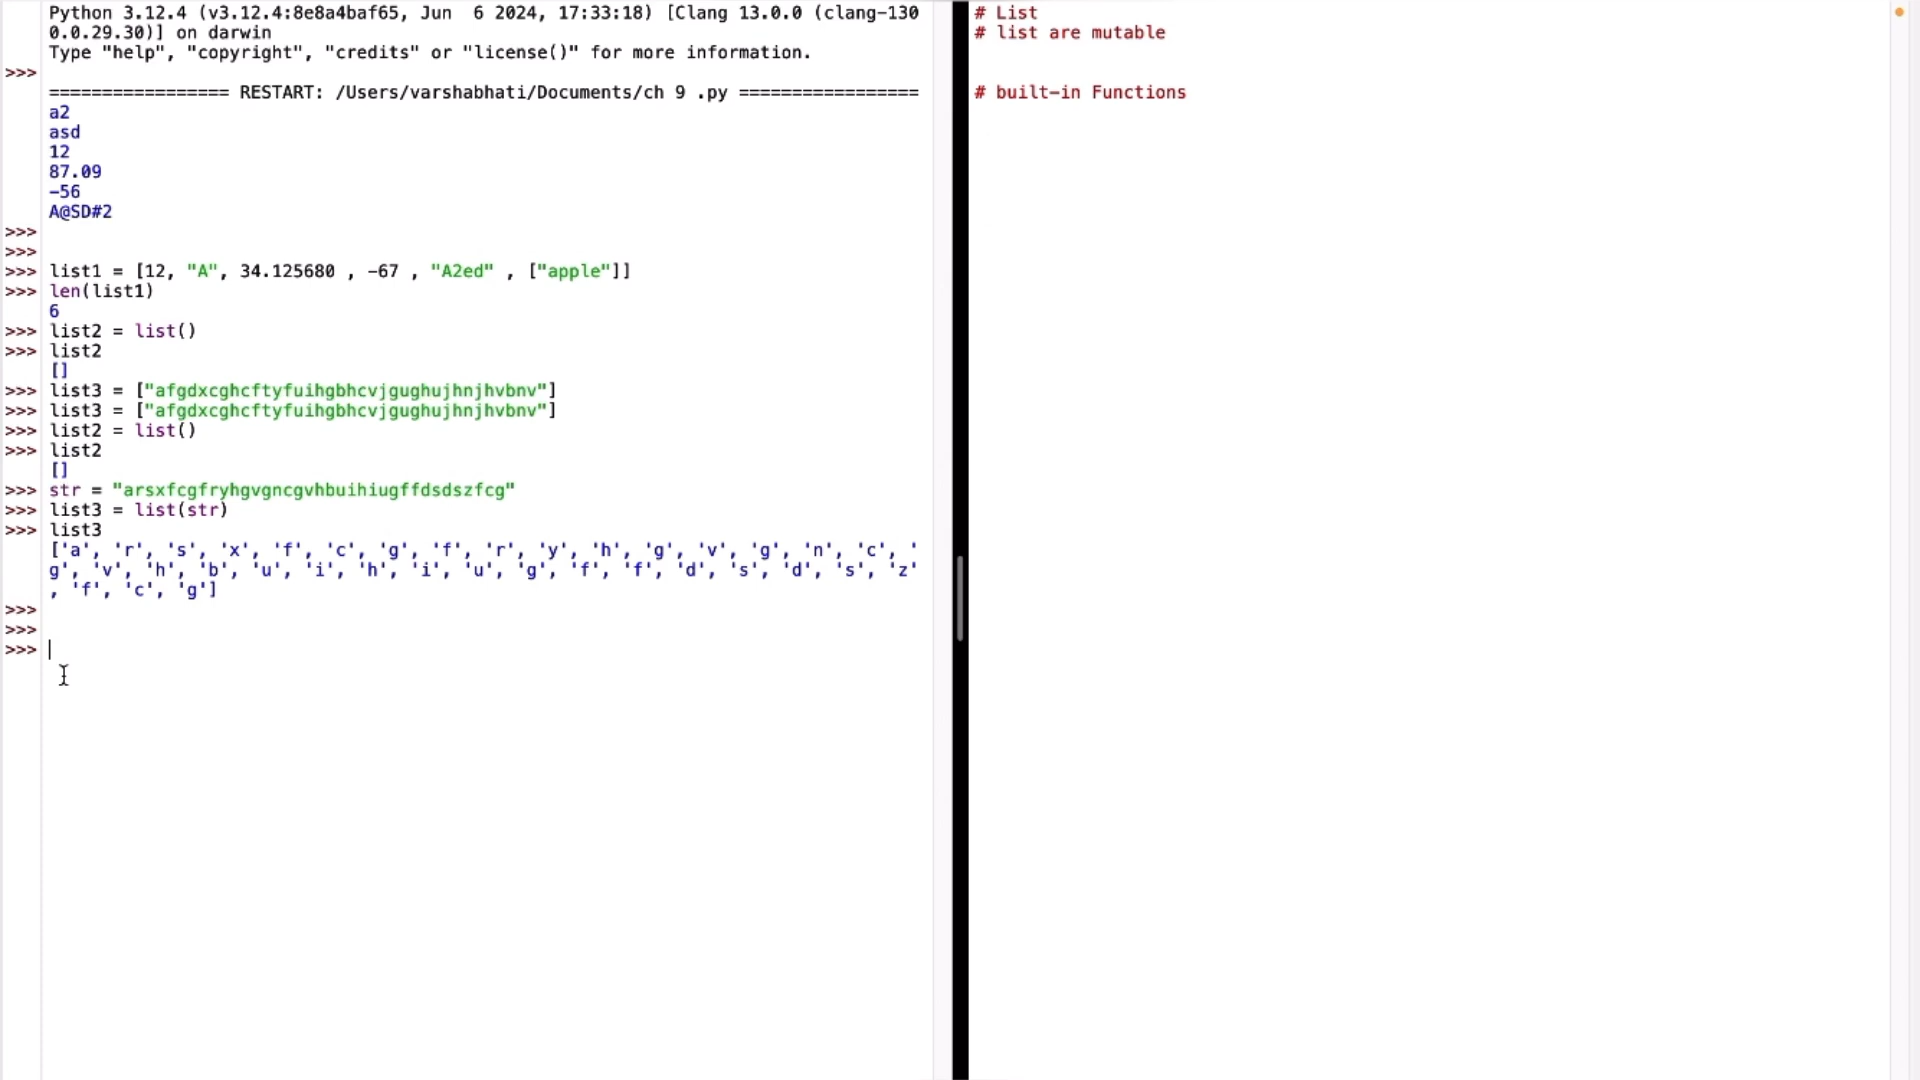 Python 3.12.4 (v3.12.4:8e8a4baf65, Jun  6 2024, 17:33:18) [Clang 13.0.0 (clang-130
0.0.29.30)] on darwin
Type "help", "copyright", "credits" or "license()" for more information.
>>>
================= RESTART: /Users/varshabhati/Documents/ch 9 .py =================
a2
asd
12
87.09
-56
A@SD#2
>>>
>>>
>>> list1 = [12, "A", 34.125680 , -67 , "A2ed" , ["apple"]]
>>> len(list1)
6
>>> list2 = list()
>>> list2
[]
>>> list3 = ["afgdxcghcftyfuihgbhcvjgughujhnjhvbnv"]
>>> list3 = ["afgdxcghcftyfuihgbhcvjgughujhnjhvbnv"]
>>> list2 = list()
>>> list2
[]
>>> str = "arsxfcgfryhgvgncgvhbuihiugffdsdszfcg"
>>> list3 = list(str)
>>> list3
['a', 'r', 's', 'x', 'f', 'c', 'g', 'f', 'r', 'y', 'h', 'g', 'v', 'g', 'n', 'c', '
g', 'v', 'h', 'b', 'u', 'i', 'h', 'i', 'u', 'g', 'f', 'f', 'd', 's', 'd', 's', 'z'
, 'f', 'c', 'g']
>>>
>>>
>>>
# List
# list are mutable
# built-in Functions